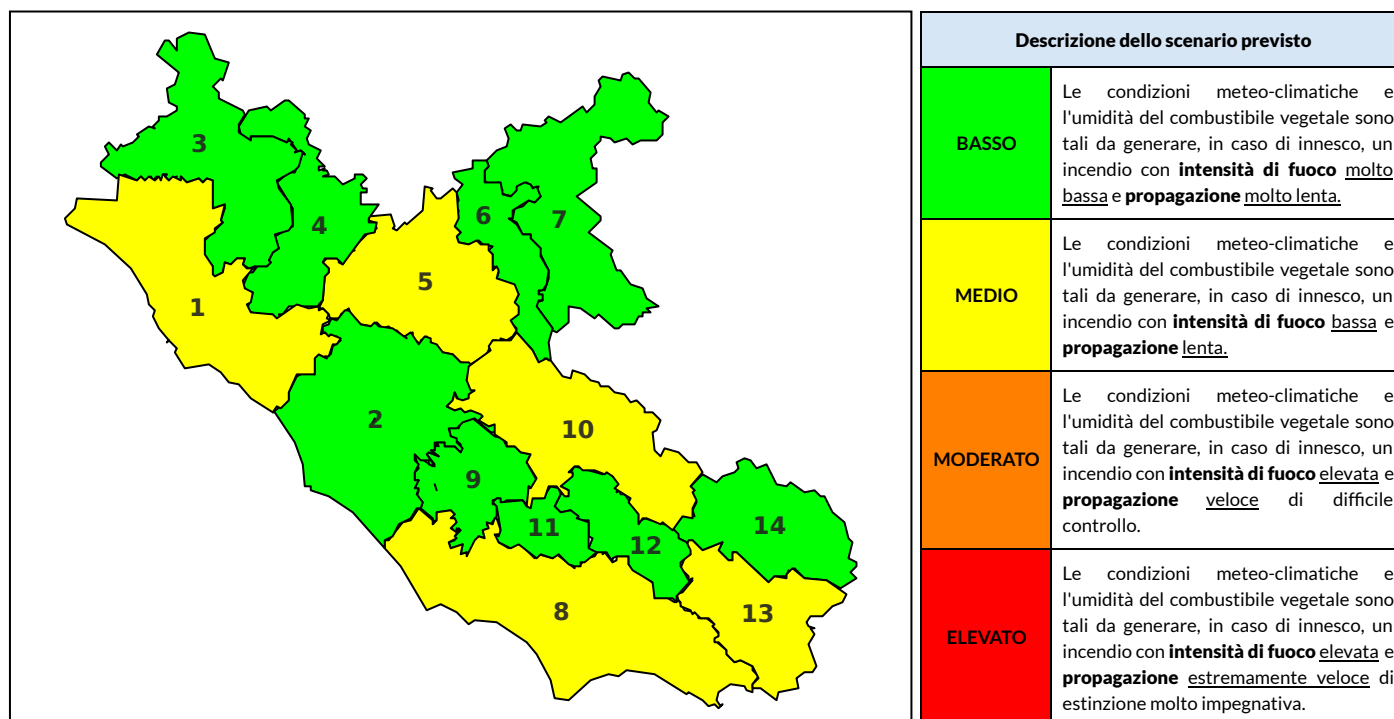 3
4
6
7
5
1
2
10
9
11
12
14
8
13
Descrizione dello scenario previsto
BASSO
Le condizioni meteo-climatiche e
l'umidità del combustibile vegetale sono
tali da generare, in caso di innesco, un
incendio con intensità di fuoco molto
bassa e propagazione molto lenta.
MEDIO
Le condizioni meteo-climatiche e
l'umidità del combustibile vegetale sono
tali da generare, in caso di innesco, un
incendio con intensità di fuoco bassa e
propagazione lenta.
MODERATO
Le condizioni meteo-climatiche e
l'umidità del combustibile vegetale sono
tali da generare, in caso di innesco, un
incendio con intensità di fuoco elevata e
propagazione veloce di difficile
controllo.
ELEVATO
Le condizioni meteo-climatiche e
l'umidità del combustibile vegetale sono
tali da generare, in caso di innesco, un
incendio con intensità di fuoco elevata e
propagazione estremamente veloce di
estinzione molto impegnativa.